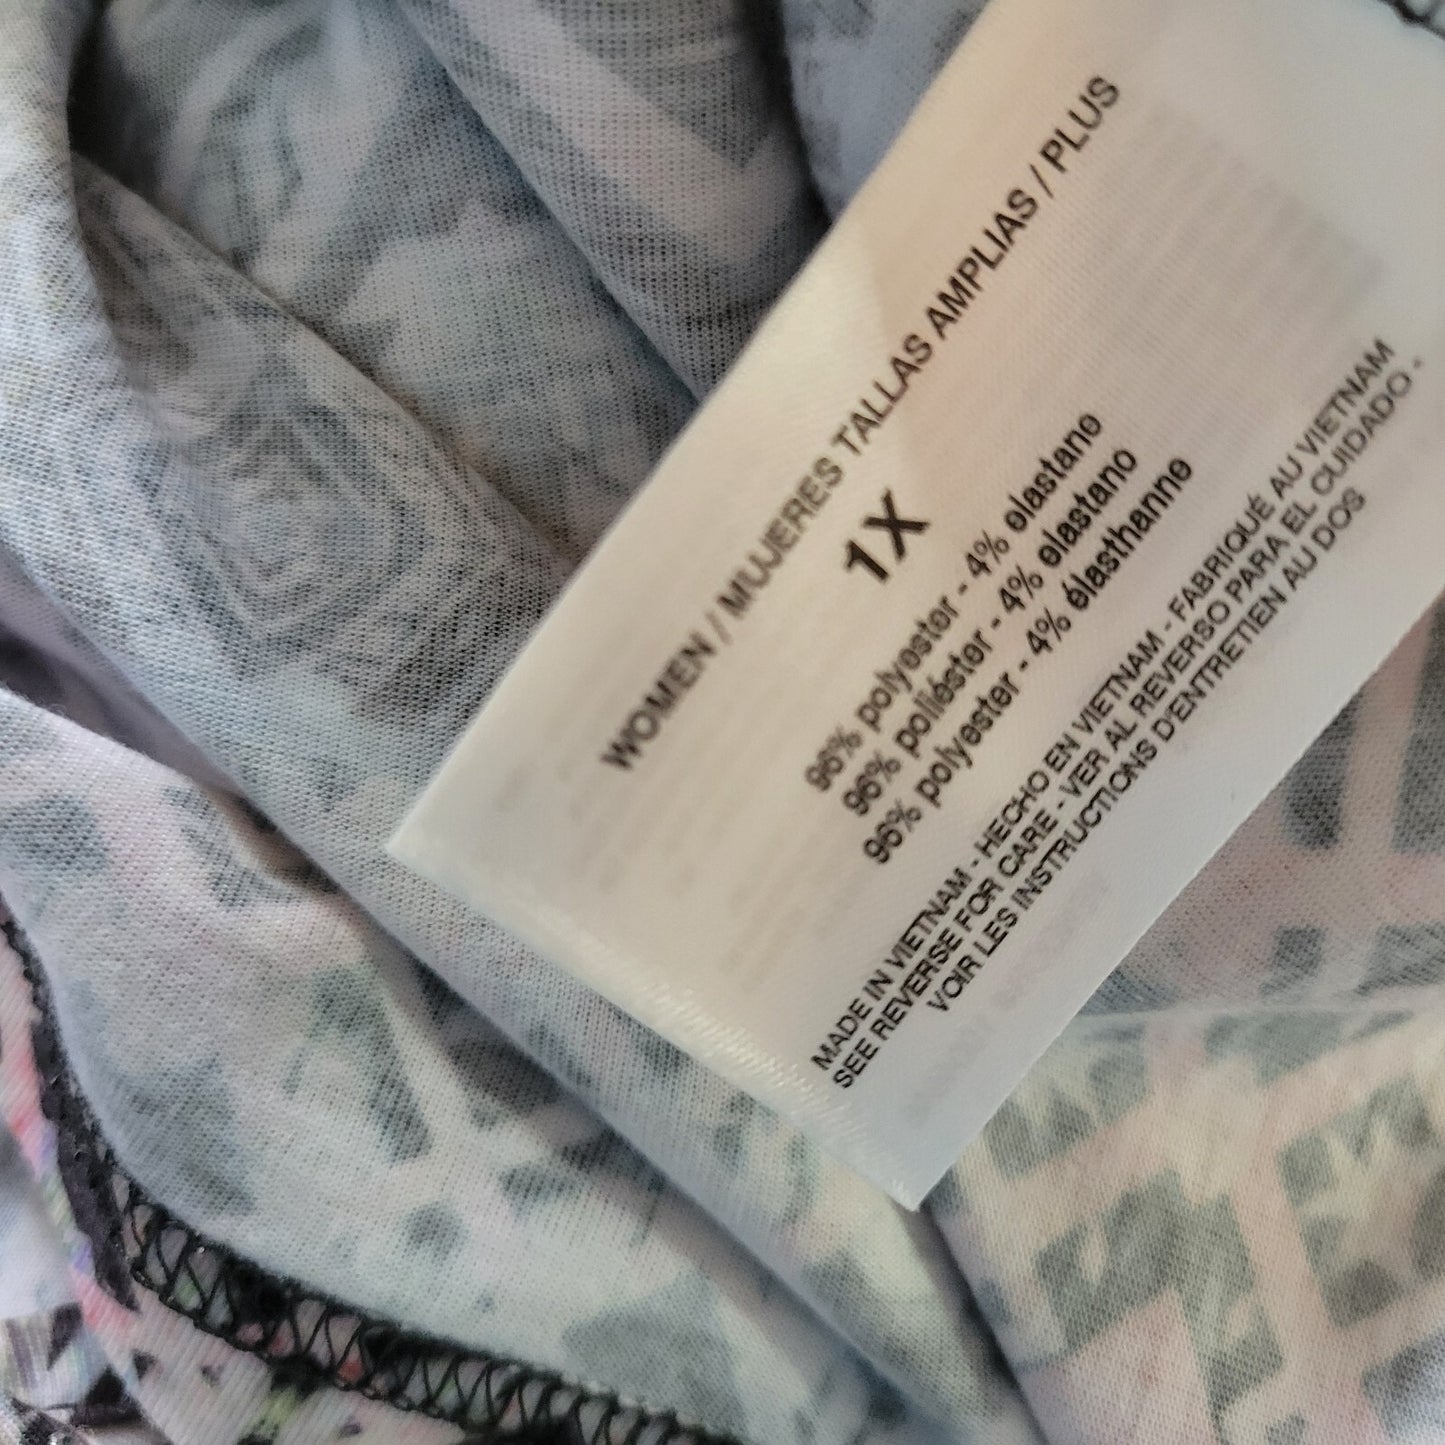 WOMEN / MUJERES TALLAS AMPLIAS / PLUS
1X
96% polyester - 4% elastane
96% poliéster - 4% elastano
96% polyester - 4% élasthanne
MADE IN VIETNAM - HECHO EN VIETNAM - FABRIQUÉ AU VIETNAM
SEE REVERSE FOR CARE - VER AL REVERSO PARA EL CUIDADO -
VOIR LES INSTRUCTIONS D'ENTRETIEN AU DOS